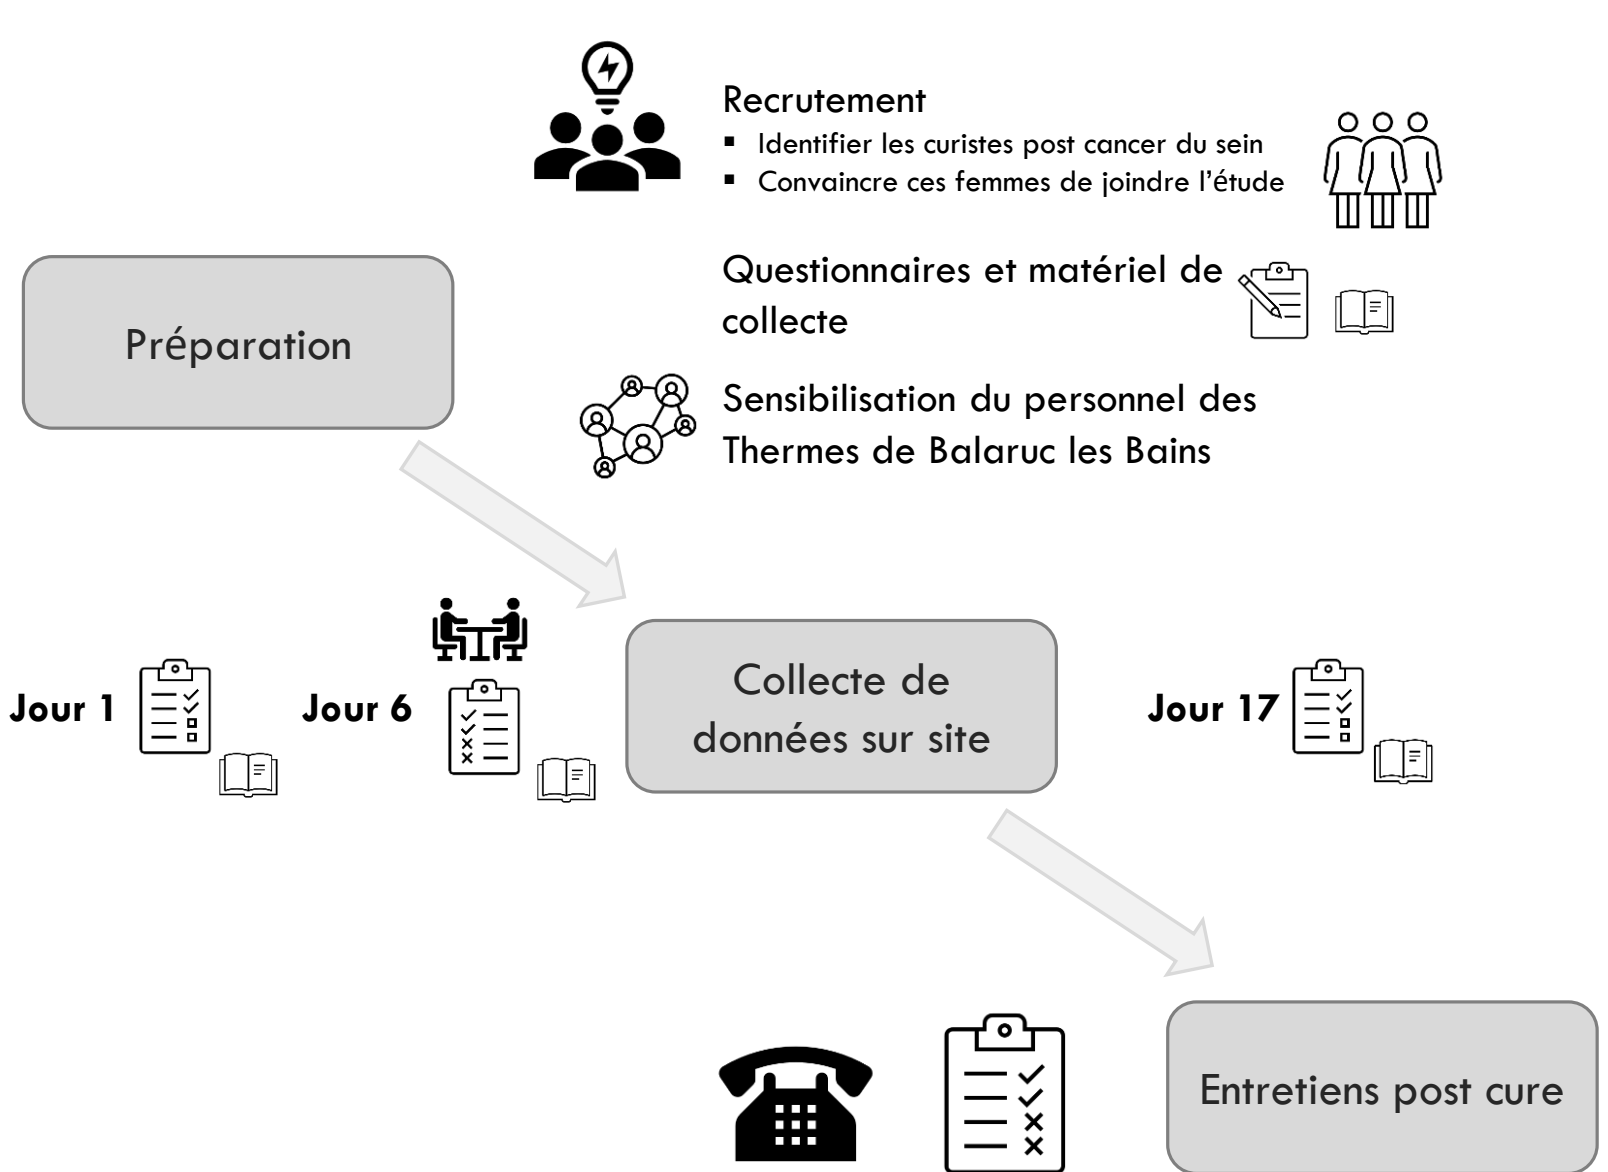 Recrutement
▪ Identifier les curistes post cancer du sein
▪ Convaincre ces femmes de joindre l'étude
Questionnaires et matériel de
collecte
Préparation
Sensibilisation du personnel des
Thermes de Balaruc les Bains
Jour 1
Jour 6
Collecte de
données sur site
Jour 17
Entretiens post cure